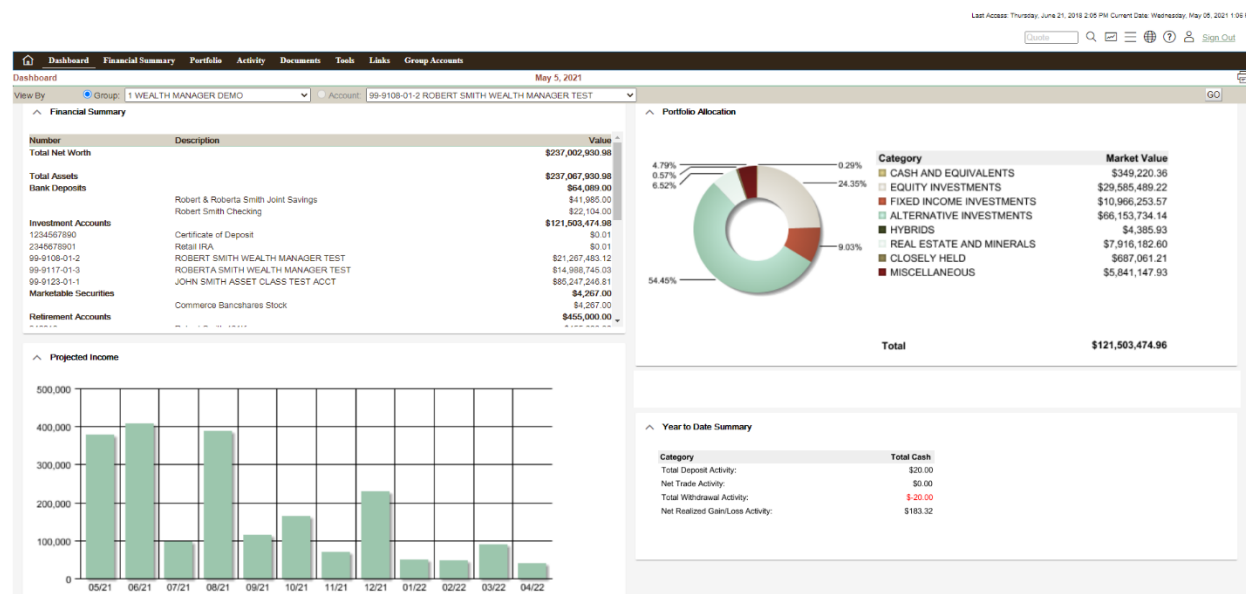 Last Access: Thursday, June 21, 2018 2:05 PM Current Date: Wednesday, May 05, 2021 1:06
Quote Sign Out
Dashboard Financial Summary Portfolio Activity Documents Tools Links Group Accounts
Dashboard May 5, 2021
View By Group: 1 WEALTH MANAGER DEMO Account: 99-9108-01-2 ROBERT SMITH WEALTH MANAGER TEST GO
Financial Summary
Number Description Value
Total Net Worth $237,002,930.98
Total Assets $237,067,930.98
Bank Deposits $64,089.00
Robert & Roberta Smith Joint Savings $41,985.00
Robert Smith Checking $22,104.00
Investment Accounts $121,503,474.98
1234567890 Certificate of Deposit $0.01
2345678901 Retail IRA $0.01
99-9108-01-2 ROBERT SMITH WEALTH MANAGER TEST $21,267,483.12
99-9117-01-3 ROBERTA SMITH WEALTH MANAGER TEST $14,988,745.03
99-9123-01-1 JOHN SMITH ASSET CLASS TEST ACCT $85,247,246.81
Marketable Securities $4,267.00
Commerce Bancshares Stock $4,267.00
Retirement Accounts $455,000.00
Portfolio Allocation
4.79%
0.57%
6.52%
0.29%
24.35%
9.03%
54.45%
Category Market Value
CASH AND EQUIVALENTS $349,220.36
EQUITY INVESTMENTS $29,585,489.22
FIXED INCOME INVESTMENTS $10,966,253.57
ALTERNATIVE INVESTMENTS $66,153,734.14
HYBRIDS $4,385.93
REAL ESTATE AND MINERALS $7,916,182.60
CLOSELY HELD $687,061.21
MISCELLANEOUS $5,841,147.93
Total $121,503,474.96
Projected Income
500,000
400,000
300,000
200,000
100,000
0
05/21 06/21 07/21 08/21 09/21 10/21 11/21 12/21 01/22 02/22 03/22 04/22
Year to Date Summary
Category Total Cash
Total Deposit Activity: $20.00
Net Trade Activity: $0.00
Total Withdrawal Activity: $-20.00
Net Realized Gain/Loss Activity: $183.32